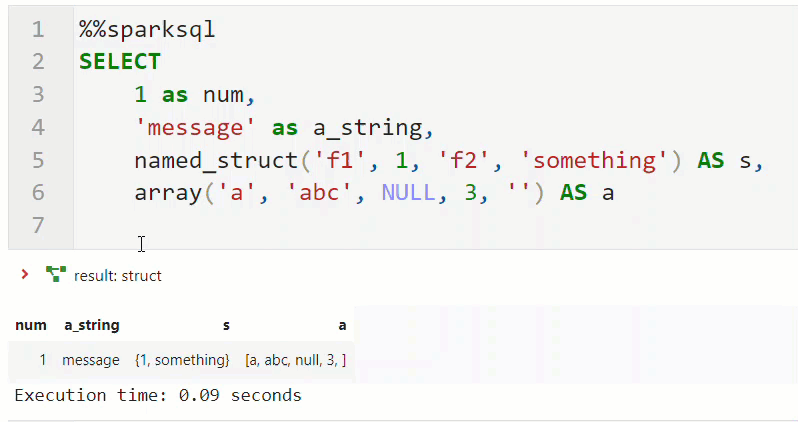 1 %%sparksql
2 SELECT
3 1 as num,
4 'message' as a_string,
5 named_struct('f1', 1, 'f2', 'something') AS s,
6 array('a', 'abc', NULL, 3, '') AS a
7
result: struct
num a_string s a
1 message {1, something} [a, abc, null, 3, ]
Execution time: 0.09 seconds